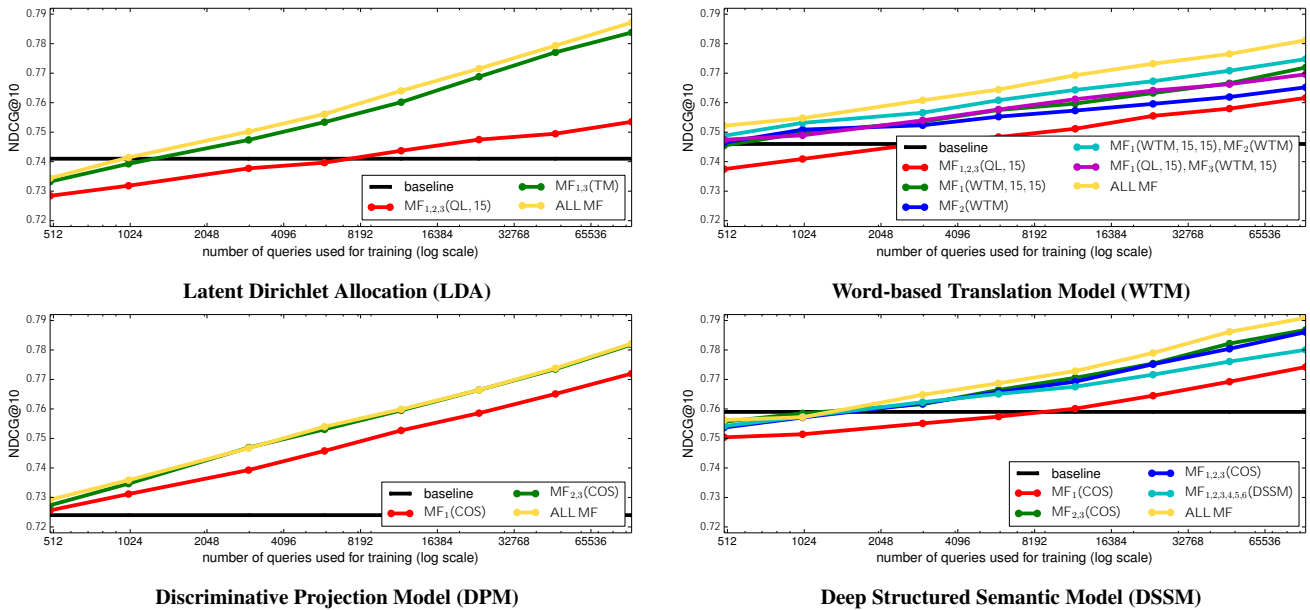 0.79
0.78
0.77
0.76
0.75
0.74
0.73
0.72
NDCG@10
baseline
MF1,2,3(QL, 15)
MF1,3(TM)
ALL MF
512 1024 2048 4096 8192 16384 32768 65536
number of queries used for training (log scale)
Latent Dirichlet Allocation (LDA)
0.79
0.78
0.77
0.76
0.75
0.74
0.73
0.72
NDCG@10
baseline
MF1,2,3(QL, 15)
MF1(WTM, 15, 15)
MF2(WTM)
MF1(WTM, 15, 15), MF2(WTM)
MF1(QL, 15), MF3(WTM, 15)
ALL MF
512 1024 2048 4096 8192 16384 32768 65536
number of queries used for training (log scale)
Word-based Translation Model (WTM)
0.79
0.78
0.77
0.76
0.75
0.74
0.73
0.72
NDCG@10
baseline
MF1(COS)
MF2,3(COS)
ALL MF
512 1024 2048 4096 8192 16384 32768 65536
number of queries used for training (log scale)
Discriminative Projection Model (DPM)
0.79
0.78
0.77
0.76
0.75
0.74
0.73
0.72
NDCG@10
baseline
MF1(COS)
MF2,3(COS)
MF1,2,3(COS)
MF1,2,3,4,5,6(DSSM)
ALL MF
512 1024 2048 4096 8192 16384 32768 65536
number of queries used for training (log scale)
Deep Structured Semantic Model (DSSM)